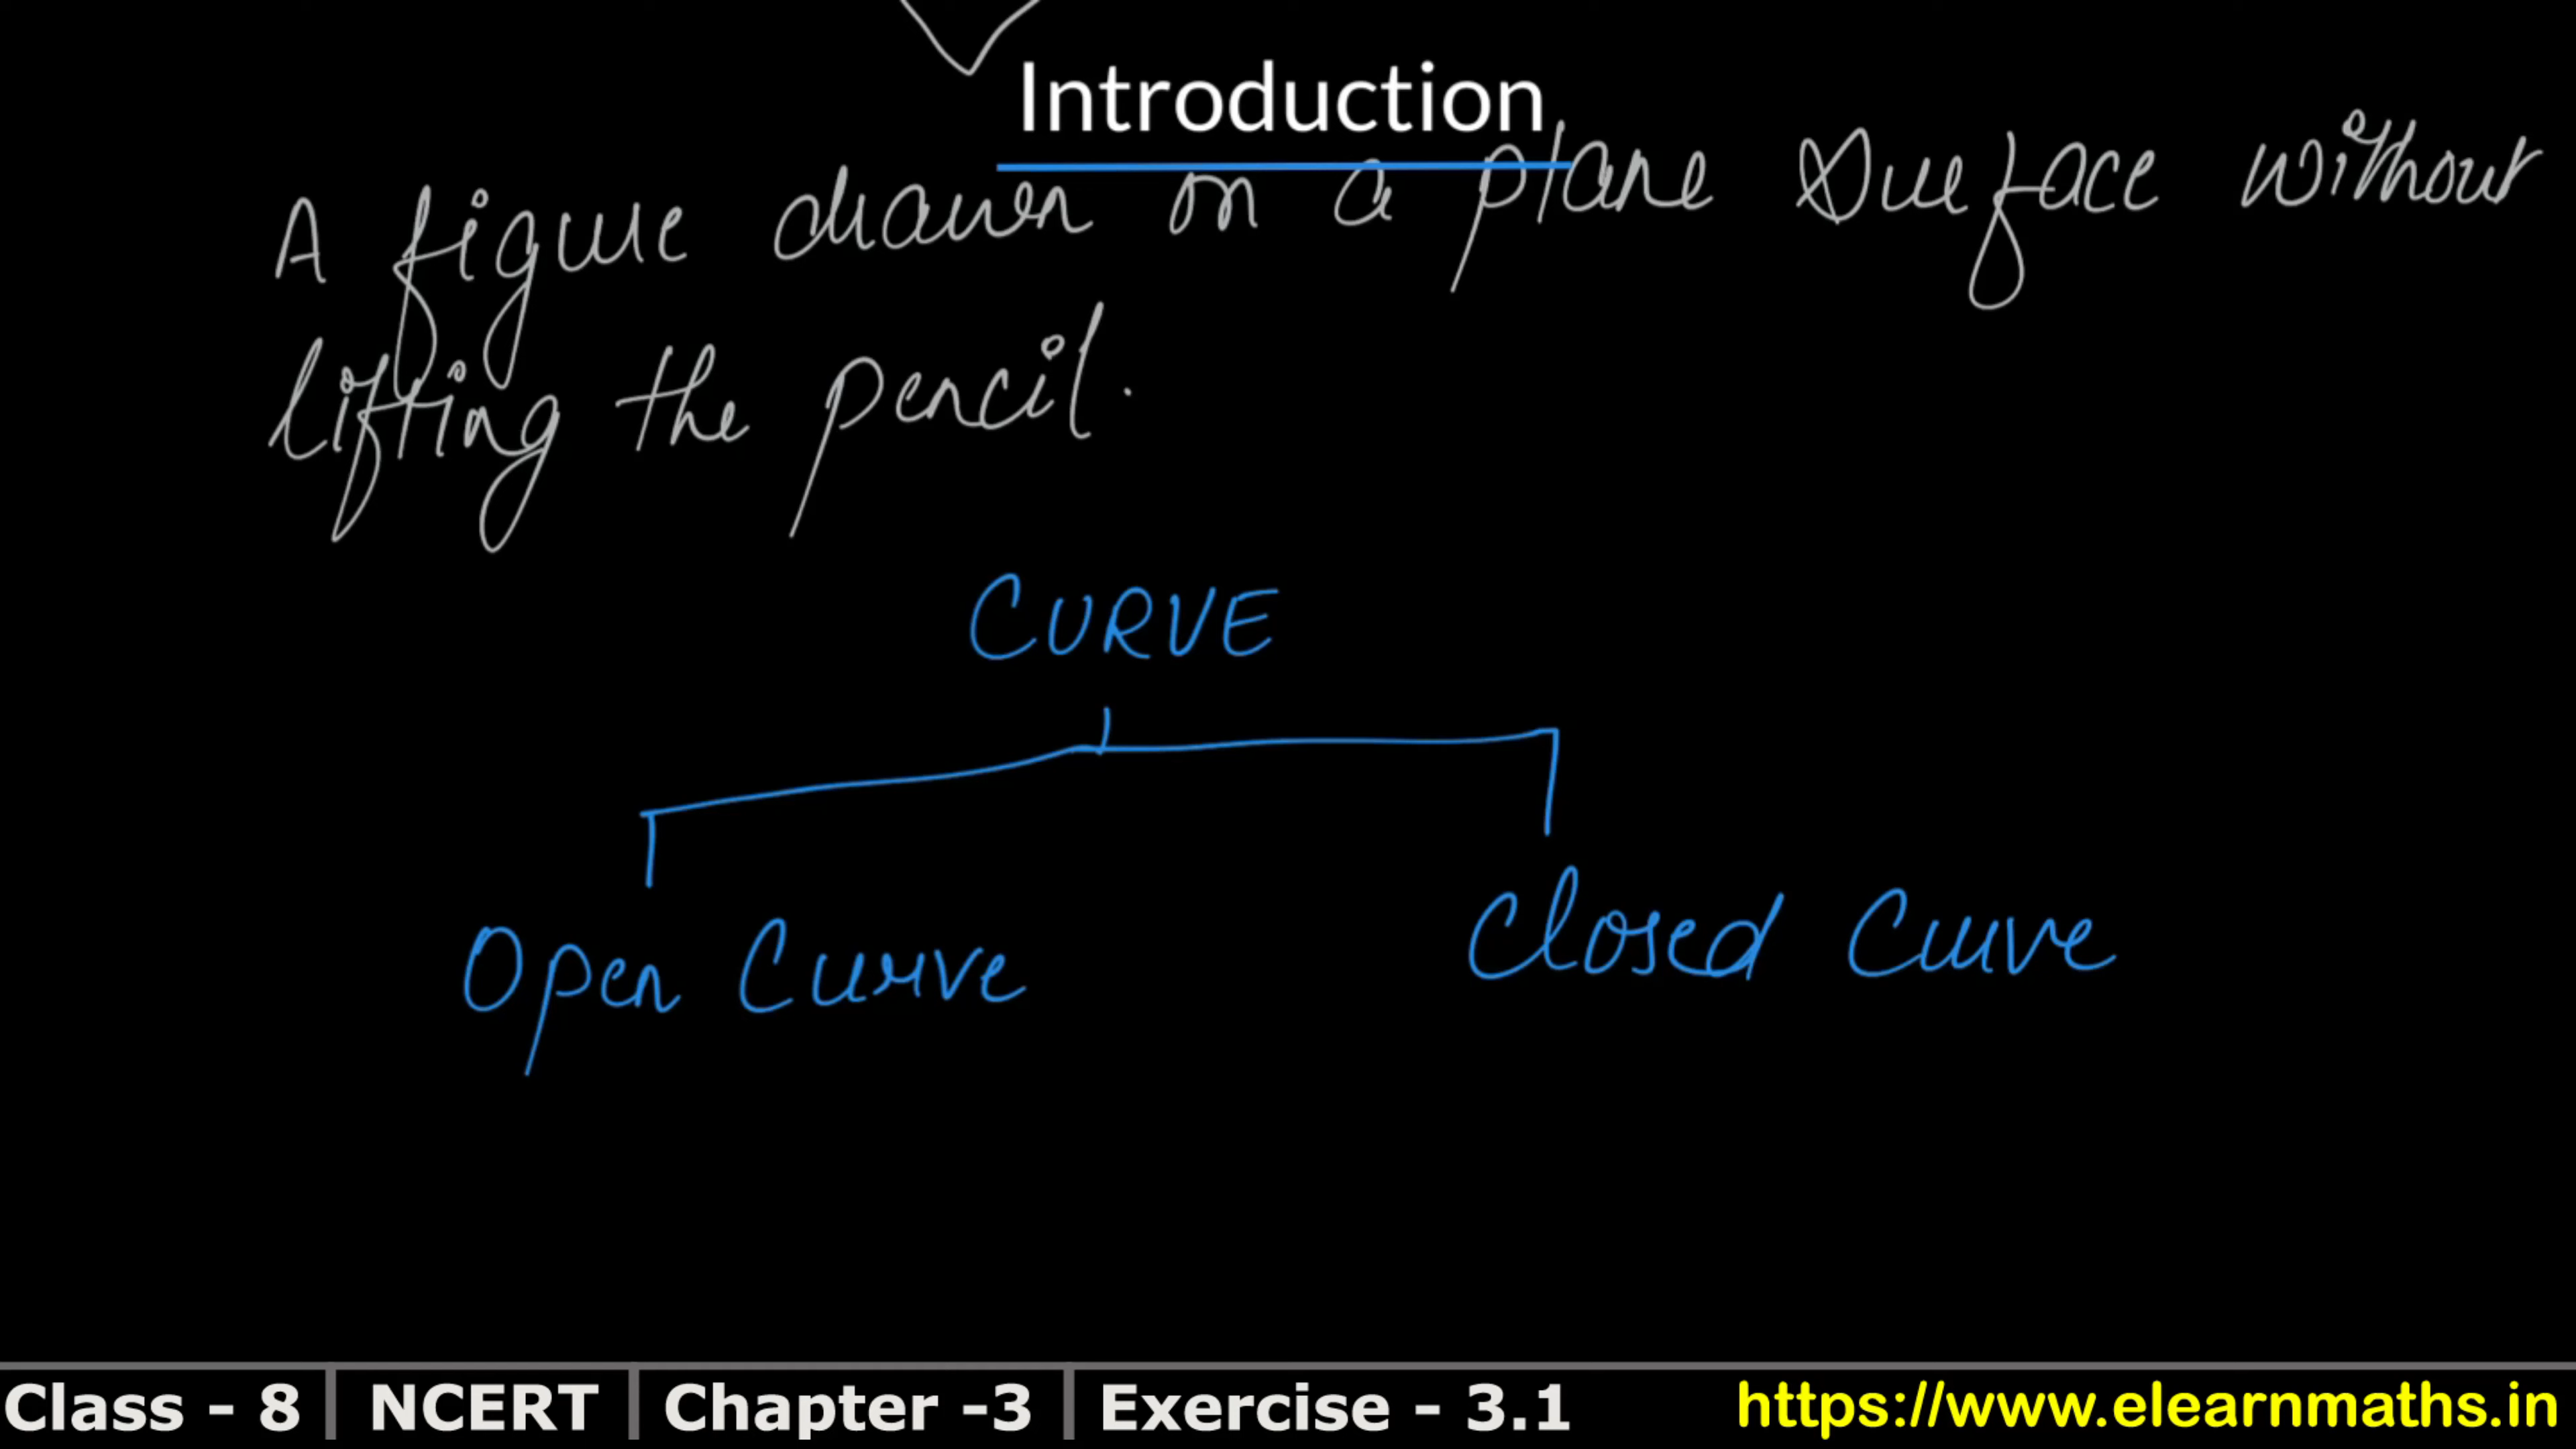 Introduction
A figure drawn on a plane surface without
lifting the pencil.
CURVE
Open Curve
Closed Curve
Class - 8 | NCERT | Chapter -3 | Exercise - 3.1
https://www.elearnmaths.in